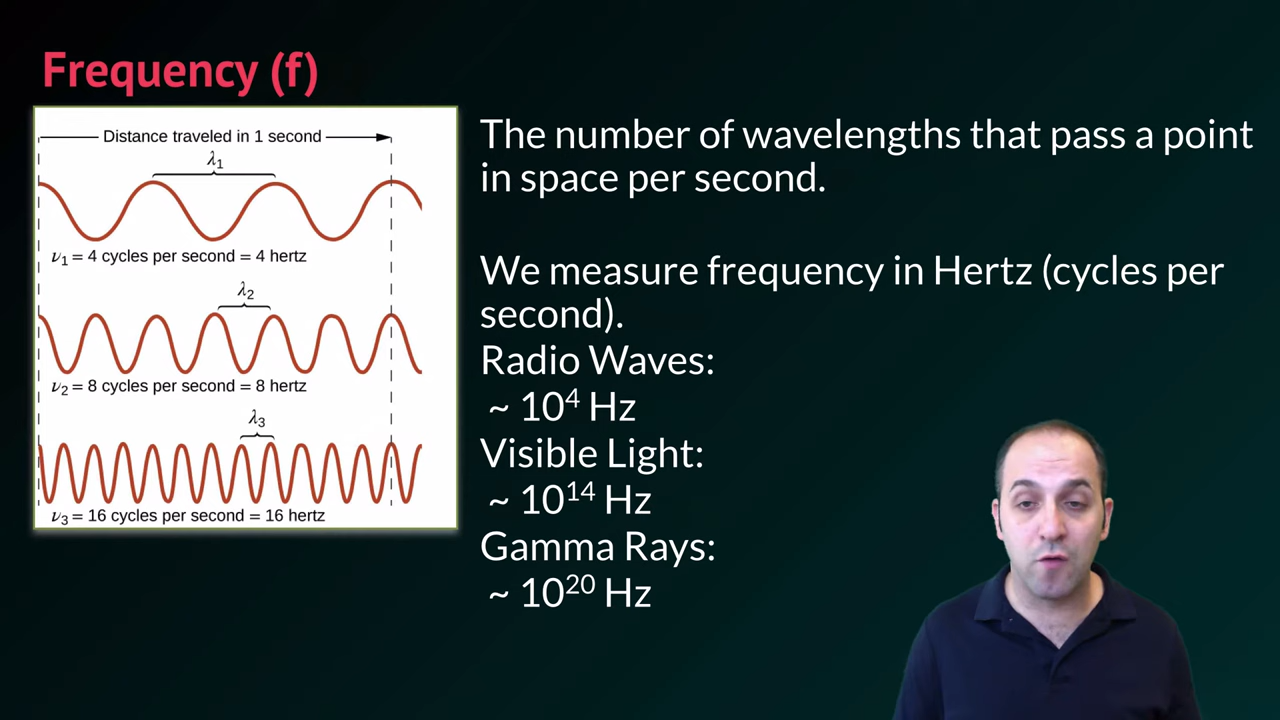 Frequency (f)
Distance traveled in 1 second
λ₁
ν₁ = 4 cycles per second = 4 hertz
λ₂
ν₂ = 8 cycles per second = 8 hertz
λ₃
ν₃ = 16 cycles per second = 16 hertz
The number of wavelengths that pass a point
in space per second.
We measure frequency in Hertz (cycles per
second).
Radio Waves:
~ 10⁴ Hz
Visible Light:
~ 10¹⁴ Hz
Gamma Rays:
~ 10²⁰ Hz